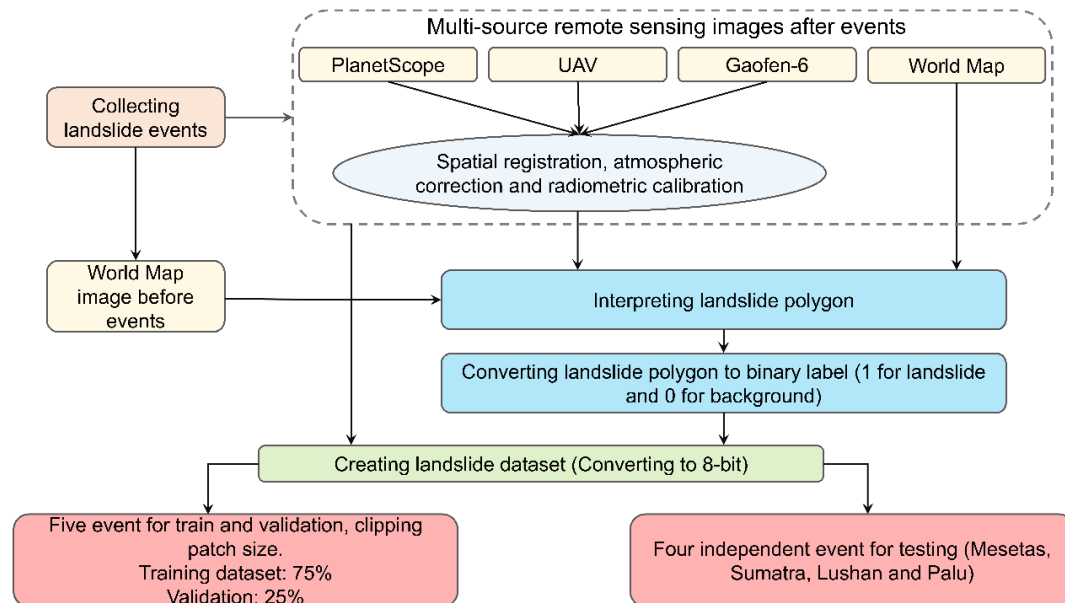 Multi-source remote sensing images after events
PlanetScope
UAV
Gaofen-6
World Map
Collecting
landslide events
Spatial registration, atmospheric
correction and radiometric calibration
World Map
image before
events
Interpreting landslide polygon
Converting landslide polygon to binary label (1 for landslide
and 0 for background)
Creating landslide dataset (Converting to 8-bit)
Five event for train and validation, clipping
patch size.
Training dataset: 75%
Validation: 25%
Four independent event for testing (Mesetas,
Sumatra, Lushan and Palu)